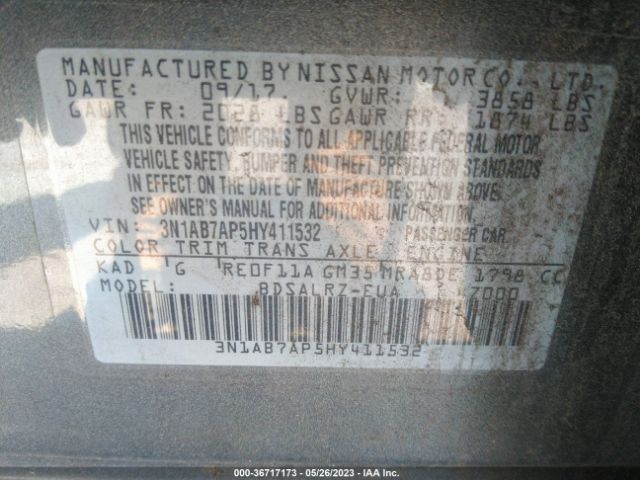 MANUFACTURED BY NISSAN MOTOR CO., LTD.
DATE: 09/17 GVWR: 3858 LBS
GAWR FR: 2028 LBS GAWR RR: 1874 LBS
THIS VEHICLE CONFORMS TO ALL APPLICABLE FEDERAL MOTOR
VEHICLE SAFETY, BUMPER AND THEFT PREVENTION STANDARDS
IN EFFECT ON THE DATE OF MANUFACTURE SHOWN ABOVE.
SEE OWNER'S MANUAL FOR ADDITIONAL INFORMATION.
VIN: 3N1AB7AP5HY411532 PASSENGER CAR
COLOR TRIM TRANS AXLE ENGINE
KAD G RE0F11A GM35 MRA8DE 1798 CC
MODEL: BDSALRZ-EUA
3N1AB7AP5HY411532
000-36717173 - 05/26/2023 - IAA Inc.